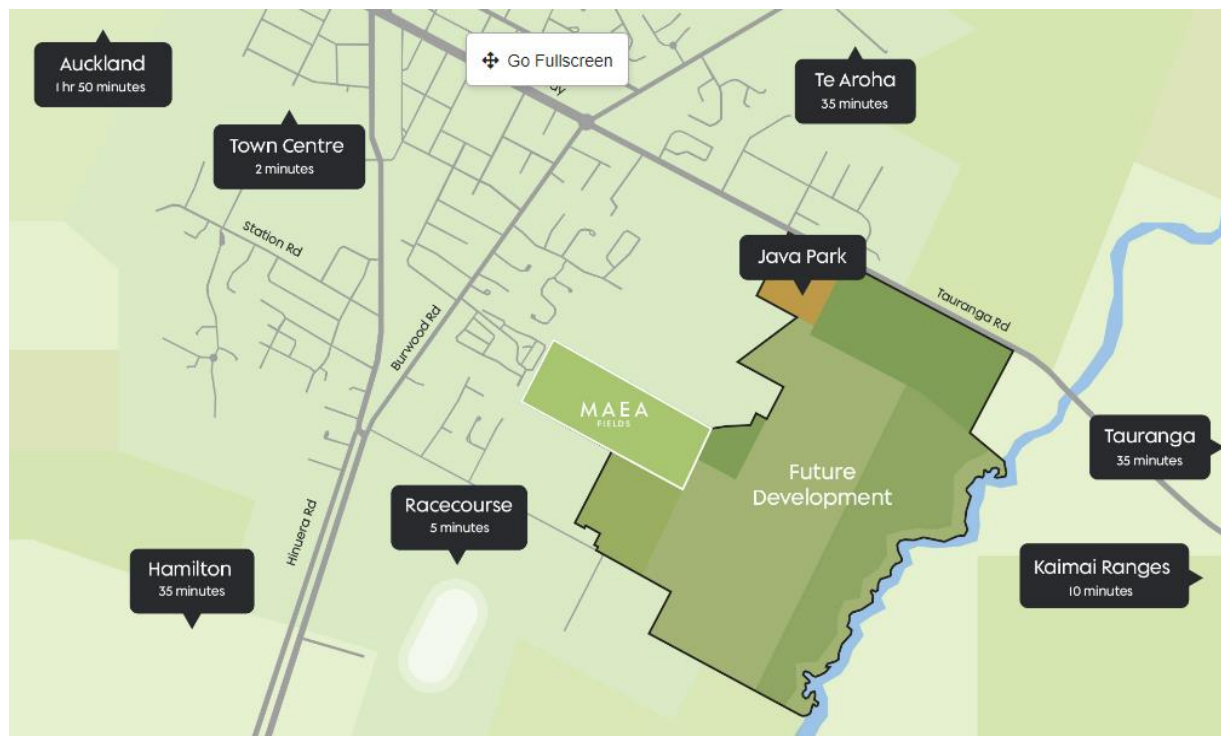 Auckland
1 hr 50 minutes
Go Fullscreen
Te Aroha
35 minutes
Town Centre
2 minutes
Station Rd
Java Park
Tauranga Rd
Burwood Rd
MAEA
FIELDS
Tauranga
35 minutes
Future
Development
Racecourse
5 minutes
Hinuera Rd
Hamilton
35 minutes
Kaimai Ranges
10 minutes